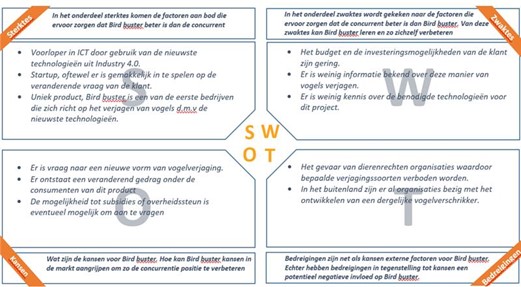 Sterktes
In het onderdeel sterktes komen de factoren aan bod die
ervoor zorgen dat Bird buster beter is dan de concurrent
• Voorloper in ICT door gebruik van de nieuwste
technologieën uit Industry 4.0.
• Startup, oftewel er is gemakkelijk in te spelen op de
veranderende vraag van de klant.
• Uniek product, Bird buster is een van de eerste bedrijven
die zich richt op het verjagen van vogels d.m.v de
nieuwste technologieën.
S
Zwaktes
In het onderdeel zwaktes wordt gekeken naar de factoren die
ervoor zorgen dat de concurrent beter is dan Bird buster. Van deze
zwaktes kan Bird buster leren en zo zichzelf verbeteren
• Het budget en de investeringsmogelijkheden van de klant
zijn gering.
• Er is weinig informatie bekend over deze manier van
vogels verjagen.
• Er is weinig kennis over de benodigde technologieën voor
dit project.
W
S W
O T
• Er is vraag naar een nieuwe vorm van vogelverjaging.
• Er ontstaat een veranderend gedrag onder de
consumenten van dit product
• De mogelijkheid tot subsidies of overheidssteun is
eventueel mogelijk om aan te vragen
O
Kansen
Wat zijn de kansen voor Bird buster, Hoe kan Bird buster kansen in
de markt aangrijpen om zo de concurrentie positie te verbeteren
• Het gevaar van dierenrechten organisaties waardoor
bepaalde verjagingssoorten verboden worden.
• In het buitenland zijn er al organisaties bezig met het
ontwikkelen van een dergelijke vogelverschrikker.
T
Bedreigingen
Bedreigingen zijn net als kansen externe factoren voor Bird buster,
Echter hebben bedreigingen in tegenstelling tot kansen een
potentieel negatieve invloed op Bird buster.